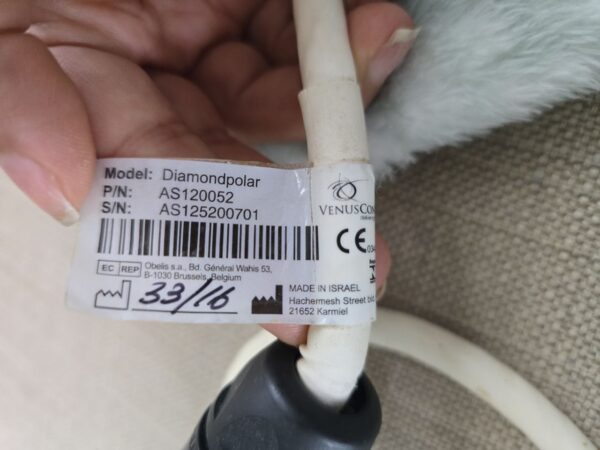 Model: Diamondpolar
P/N: AS120052
S/N: AS125200701
VENUSCON
CE
EC REP Obelis s.a., Bd. Général Wahis 53,
B-1030 Brussels, Belgium
33/16
MADE IN ISRAEL
Hachermesh Street
21652 Karmiel